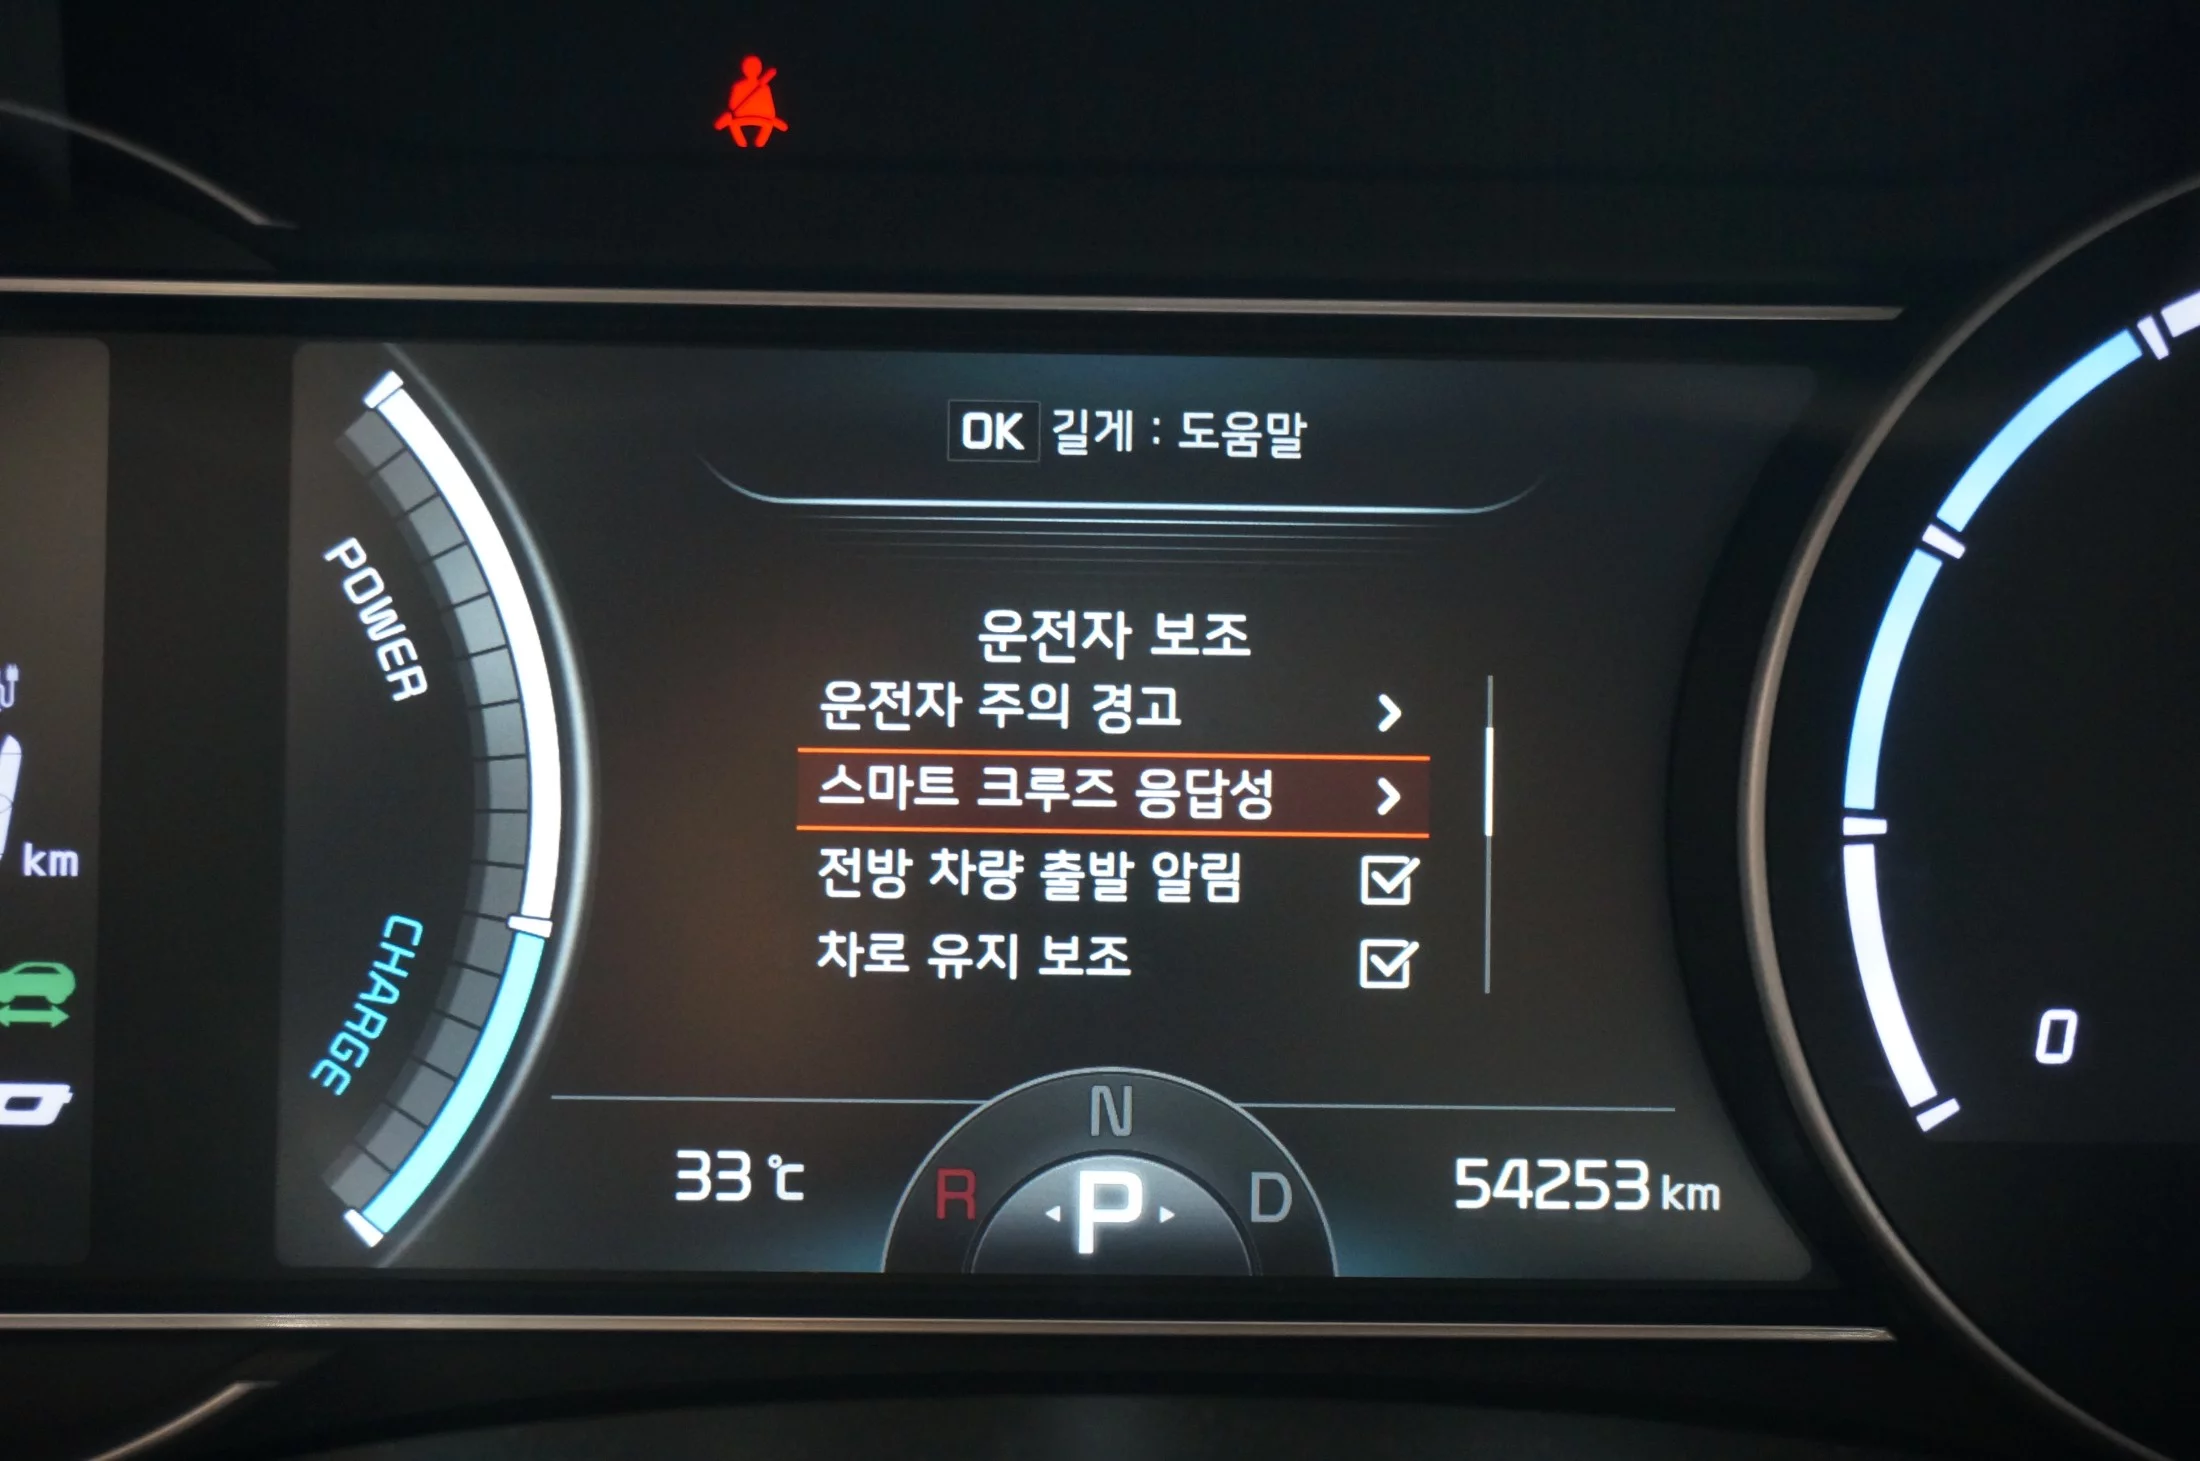 OK 길게 : 도움말
운전자 보조
운전자 주의 경고
스마트 크루즈 응답성
전방 차량 출발 알림
차로 유지 보조
POWER
CHARGE
km
0
N
R
P
D
33 ℃
54253 km